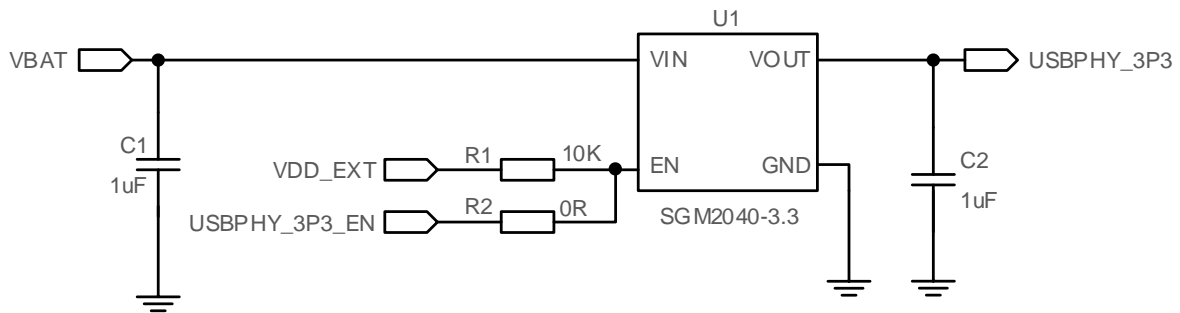 U1
VBAT
VIN
VOUT
USBPHY_3P3
C1
1uF
VDD_EXT
R1
10K
EN
GND
C2
1uF
USBPHY_3P3_EN
R2
0R
SGM2040-3.3